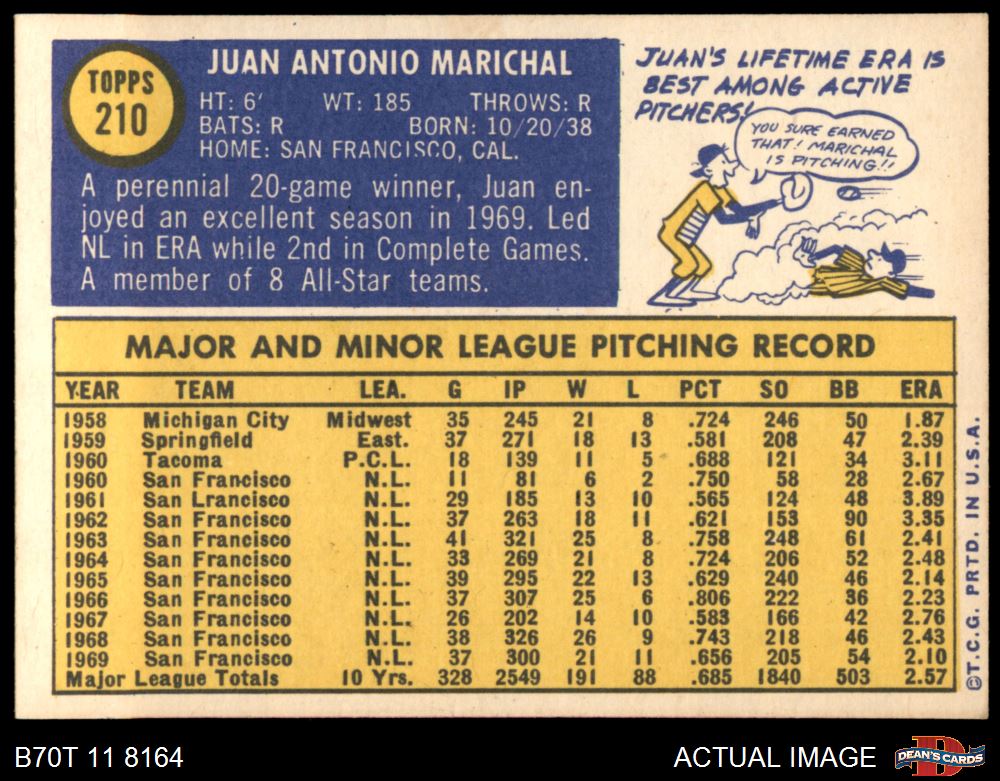 TOPPS
210
JUAN ANTONIO MARICHAL
HT: 6' WT: 185 THROWS: R
BATS: R BORN: 10/20/38
HOME: SAN FRANCISCO, CAL.
A perennial 20-game winner, Juan en-
joyed an excellent season in 1969. Led
NL in ERA while 2nd in Complete Games.
A member of 8 All-Star teams.
JUAN'S LIFETIME ERA IS
BEST AMONG ACTIVE
PITCHERS!
YOU SURE EARNED
THAT! MARICHAL
IS PITCHING!!
MAJOR AND MINOR LEAGUE PITCHING RECORD
YEAR TEAM LEA. G IP W L PCT SO BB ERA
1958 Michigan City Midwest 35 245 21 8 .724 246 50 1.87
1959 Springfield East. 37 271 18 13 .581 208 47 2.39
1960 Tacoma P.C.L. 18 139 11 5 .688 121 34 3.11
1960 San Francisco N.L. 11 81 6 2 .750 58 28 2.67
1961 San Lrancisco N.L. 29 185 13 10 .565 124 48 3.89
1962 San Francisco N.L. 37 263 18 11 .621 153 90 3.35
1963 San Francisco N.L. 41 321 25 8 .758 248 61 2.41
1964 San Francisco N.L. 33 269 21 8 .724 206 52 2.48
1965 San Francisco N.L. 39 295 22 13 .629 240 46 2.14
1966 San Francisco N.L. 37 307 25 6 .806 222 36 2.23
1967 San Francisco N.L. 26 202 14 10 .583 166 42 2.76
1968 San Francisco N.L. 38 326 26 9 .743 218 46 2.43
1969 San Francisco N.L. 37 300 21 11 .656 205 54 2.10
Major League Totals 10 Yrs. 328 2549 191 88 .685 1840 503 2.57
©T.C.G. PRTD. IN U.S.A.
B70T 11 8164
ACTUAL IMAGE
D
DEAN'S CARDS